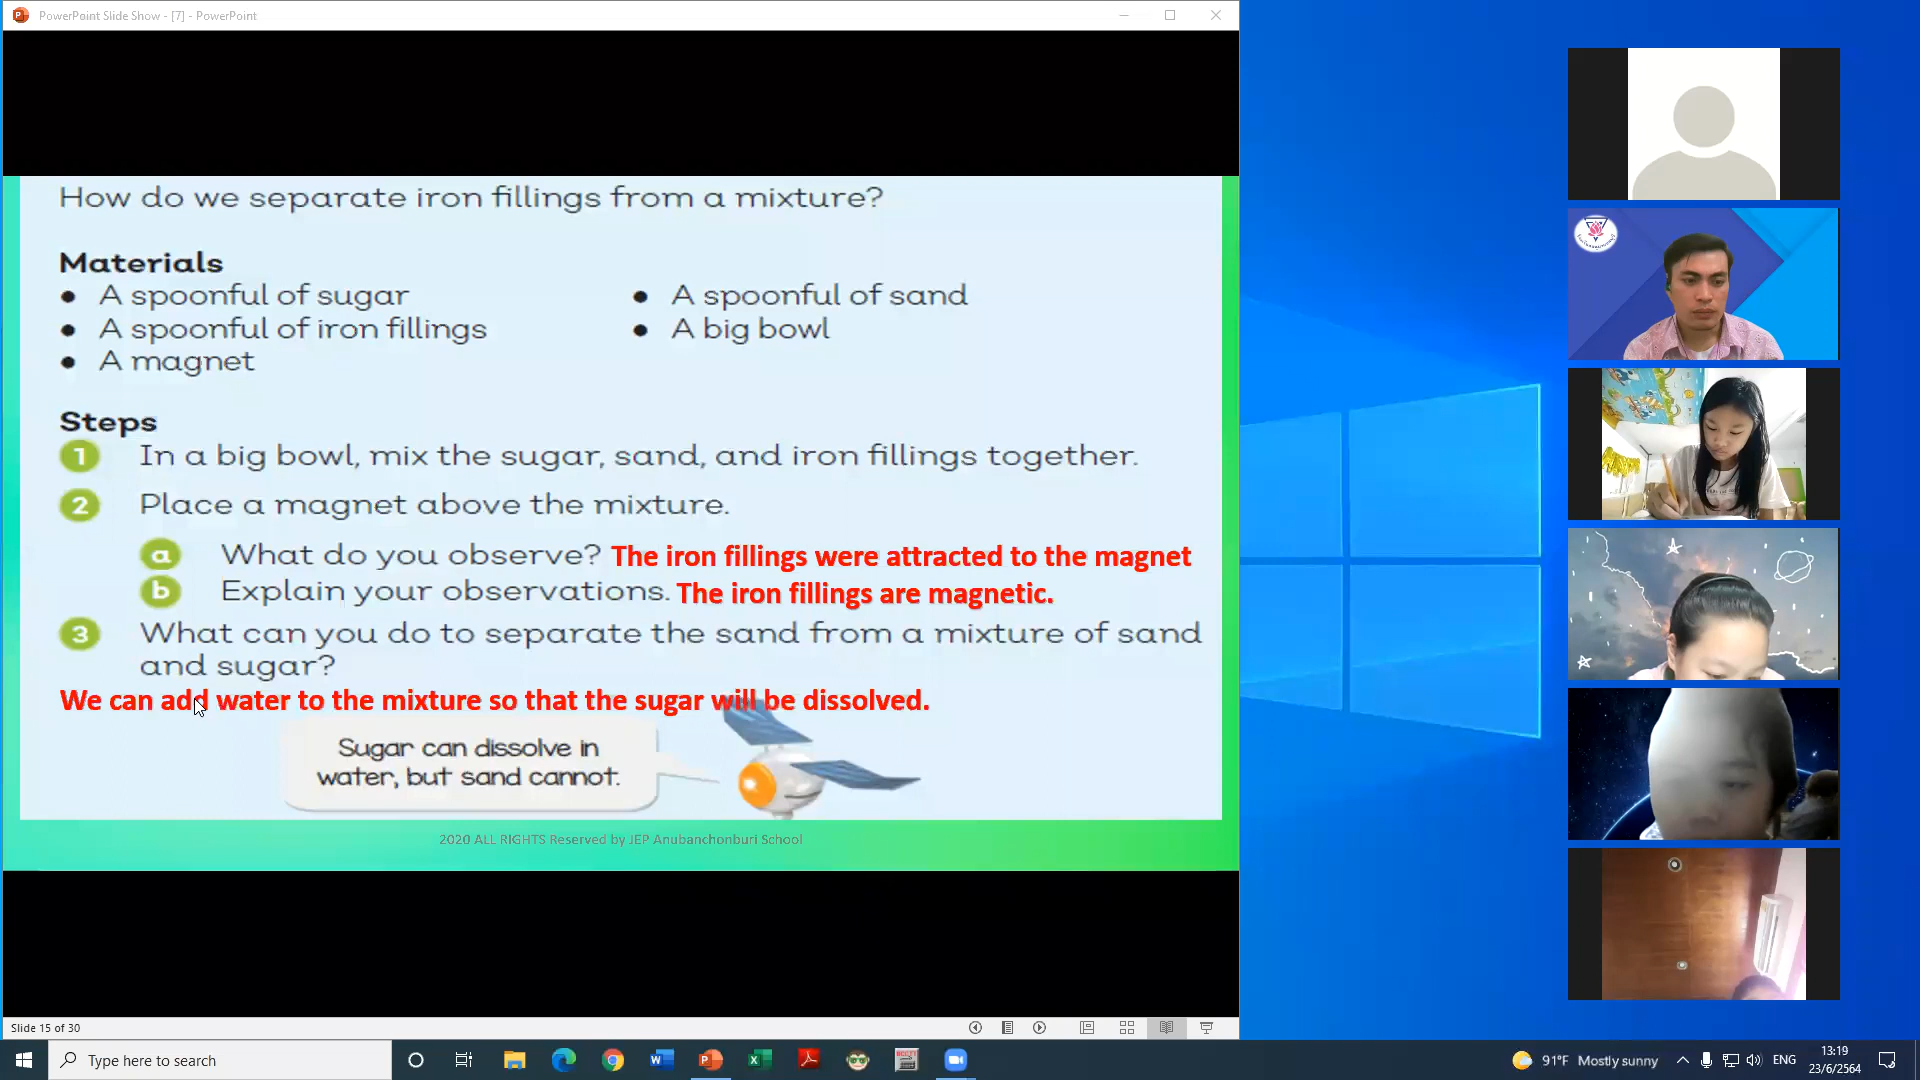 PowerPoint Slide Show - [7] - PowerPoint
How do we separate iron fillings from a mixture?
Materials
• A spoonful of sugar
• A spoonful of iron fillings
• A magnet
• A spoonful of sand
• A big bowl
Steps
1 In a big bowl, mix the sugar, sand, and iron fillings together.
2 Place a magnet above the mixture.
a What do you observe? The iron fillings were attracted to the magnet
b Explain your observations. The iron fillings are magnetic.
3 What can you do to separate the sand from a mixture of sand
and sugar?
We can add water to the mixture so that the sugar will be dissolved.
Sugar can dissolve in
water, but sand cannot.
2020 ALL RIGHTS Reserved by JEP Anubanchonburi School
Slide 15 of 30
Type here to search
91°F Mostly sunny
ENG
13:19
23/6/2564